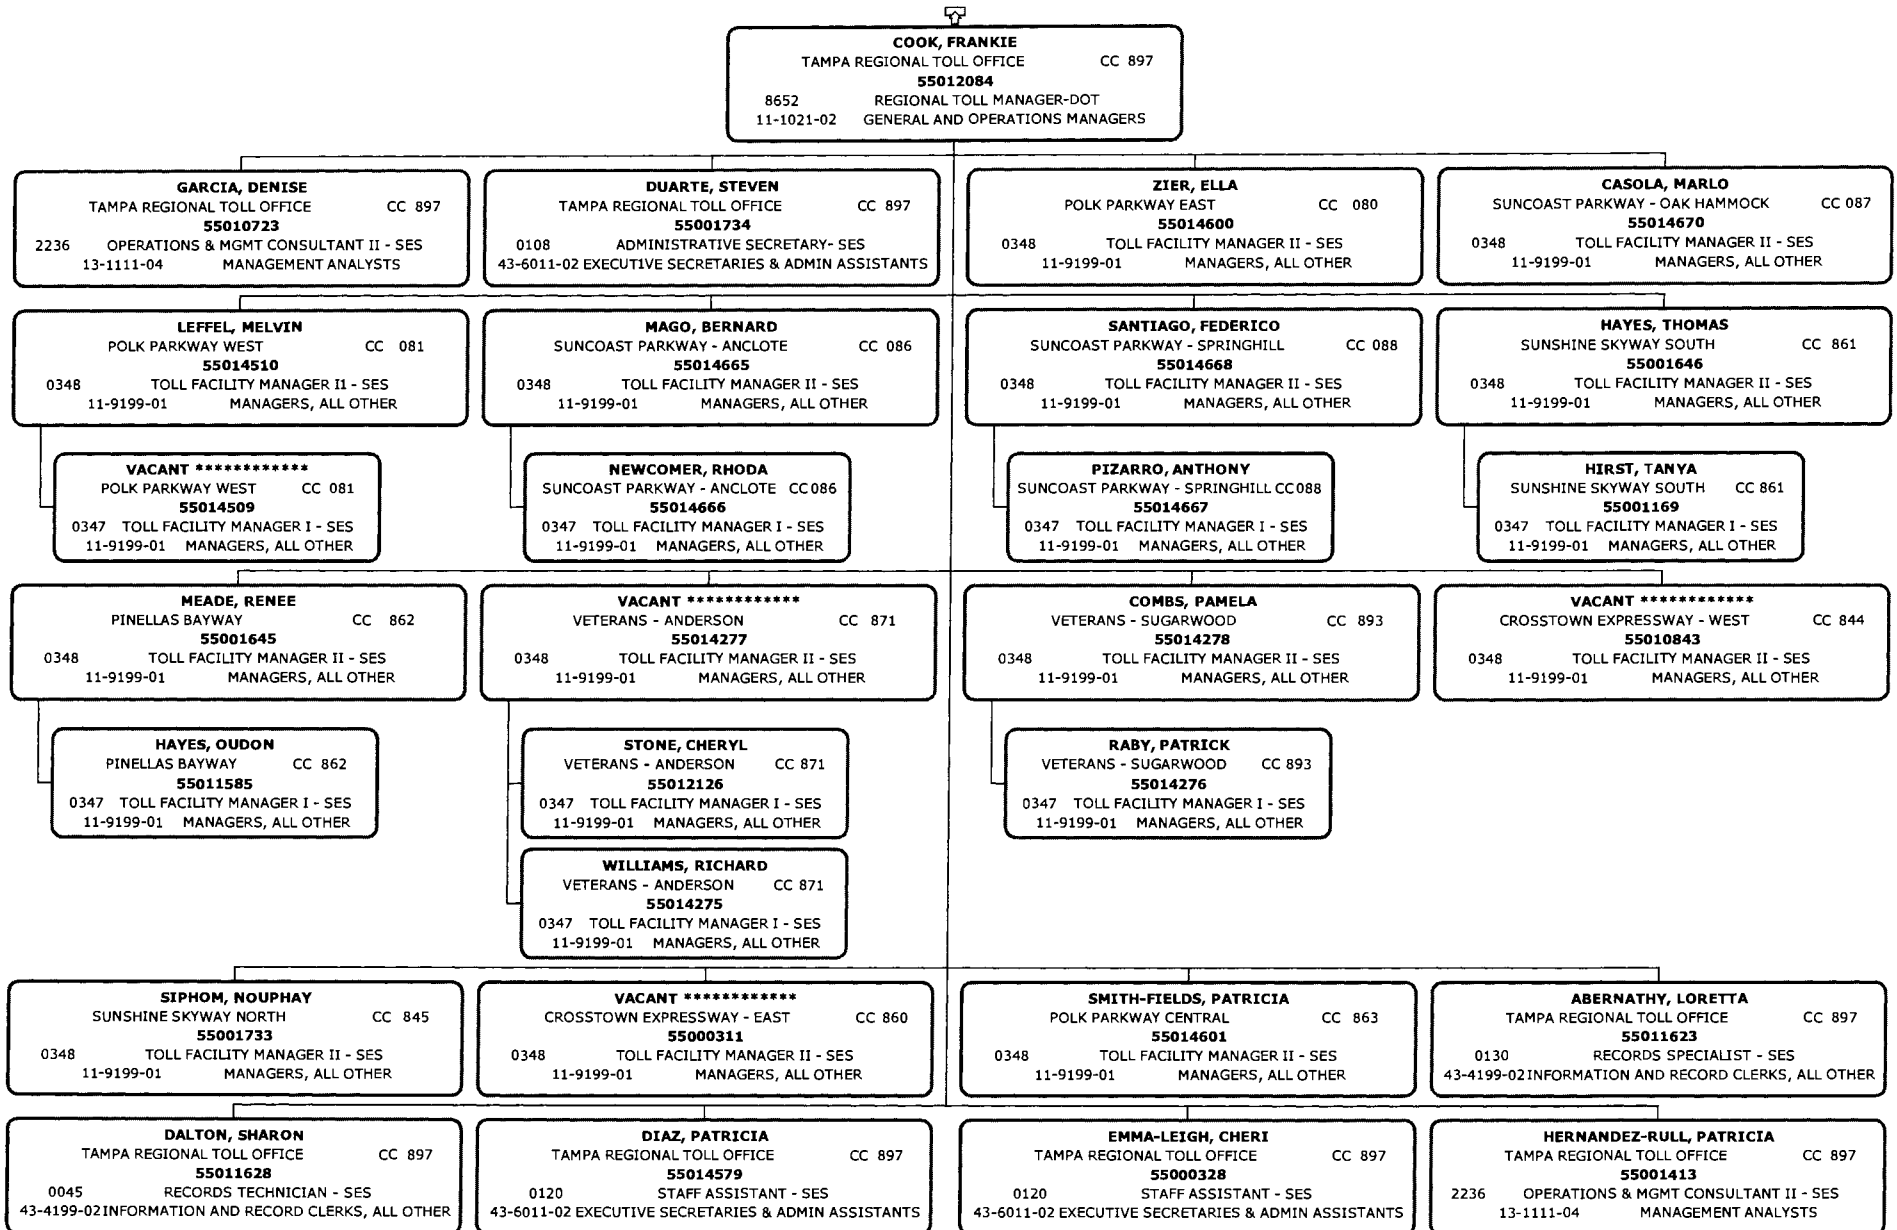 COOK, FRANKIE
TAMPA REGIONAL TOLL OFFICE CC 897
55012084
8652 REGIONAL TOLL MANAGER-DOT
11-1021-02 GENERAL AND OPERATIONS MANAGERS
GARCIA, DENISE
TAMPA REGIONAL TOLL OFFICE CC 897
55010723
2236 OPERATIONS & MGMT CONSULTANT II - SES
13-1111-04 MANAGEMENT ANALYSTS
DUARTE, STEVEN
TAMPA REGIONAL TOLL OFFICE CC 897
55001734
0108 ADMINISTRATIVE SECRETARY- SES
43-6011-02 EXECUTIVE SECRETARIES & ADMIN ASSISTANTS
ZIER, ELLA
POLK PARKWAY EAST CC 080
55014600
0348 TOLL FACILITY MANAGER II - SES
11-9199-01 MANAGERS, ALL OTHER
CASOLA, MARLO
SUNCOAST PARKWAY - OAK HAMMOCK CC 087
55014670
0348 TOLL FACILITY MANAGER II - SES
11-9199-01 MANAGERS, ALL OTHER
LEFFEL, MELVIN
POLK PARKWAY WEST CC 081
55014510
0348 TOLL FACILITY MANAGER I1 - SES
11-9199-01 MANAGERS, ALL OTHER
MAGO, BERNARD
SUNCOAST PARKWAY - ANCLOTE CC 086
55014665
0348 TOLL FACILITY MANAGER II - SES
11-9199-01 MANAGERS, ALL OTHER
SANTIAGO, FEDERICO
SUNCOAST PARKWAY - SPRINGHILL CC 088
55014668
0348 TOLL FACILITY MANAGER II - SES
11-9199-01 MANAGERS, ALL OTHER
HAYES, THOMAS
SUNSHINE SKYWAY SOUTH CC 861
55001646
0348 TOLL FACILITY MANAGER II - SES
11-9199-01 MANAGERS, ALL OTHER
VACANT ************
POLK PARKWAY WEST CC 081
55014509
0347 TOLL FACILITY MANAGER I - SES
11-9199-01 MANAGERS, ALL OTHER
NEWCOMER, RHODA
SUNCOAST PARKWAY - ANCLOTE CC 086
55014666
0347 TOLL FACILITY MANAGER I - SES
11-9199-01 MANAGERS, ALL OTHER
PIZARRO, ANTHONY
SUNCOAST PARKWAY - SPRINGHILL CC 088
55014667
0347 TOLL FACILITY MANAGER I - SES
11-9199-01 MANAGERS, ALL OTHER
HIRST, TANYA
SUNSHINE SKYWAY SOUTH CC 861
55001169
0347 TOLL FACILITY MANAGER I - SES
11-9199-01 MANAGERS, ALL OTHER
MEADE, RENEE
PINELLAS BAYWAY CC 862
55001645
0348 TOLL FACILITY MANAGER II - SES
11-9199-01 MANAGERS, ALL OTHER
VACANT ************
VETERANS - ANDERSON CC 871
55014277
0348 TOLL FACILITY MANAGER II - SES
11-9199-01 MANAGERS, ALL OTHER
COMBS, PAMELA
VETERANS - SUGARWOOD CC 893
55014278
0348 TOLL FACILITY MANAGER II - SES
11-9199-01 MANAGERS, ALL OTHER
VACANT ************
CROSSTOWN EXPRESSWAY - WEST CC 844
55010843
0348 TOLL FACILITY MANAGER II - SES
11-9199-01 MANAGERS, ALL OTHER
HAYES, OUDON
PINELLAS BAYWAY CC 862
55011585
0347 TOLL FACILITY MANAGER I - SES
11-9199-01 MANAGERS, ALL OTHER
STONE, CHERYL
VETERANS - ANDERSON CC 871
55012126
0347 TOLL FACILITY MANAGER I - SES
11-9199-01 MANAGERS, ALL OTHER
RABY, PATRICK
VETERANS - SUGARWOOD CC 893
55014276
0347 TOLL FACILITY MANAGER I - SES
11-9199-01 MANAGERS, ALL OTHER
WILLIAMS, RICHARD
VETERANS - ANDERSON CC 871
55014275
0347 TOLL FACILITY MANAGER I - SES
11-9199-01 MANAGERS, ALL OTHER
SIPHOM, NOUPHAY
SUNSHINE SKYWAY NORTH CC 845
55001733
0348 TOLL FACILITY MANAGER II - SES
11-9199-01 MANAGERS, ALL OTHER
VACANT ************
CROSSTOWN EXPRESSWAY - EAST CC 860
55000311
0348 TOLL FACILITY MANAGER II - SES
11-9199-01 MANAGERS, ALL OTHER
SMITH-FIELDS, PATRICIA
POLK PARKWAY CENTRAL CC 863
55014601
0348 TOLL FACILITY MANAGER II - SES
11-9199-01 MANAGERS, ALL OTHER
ABERNATHY, LORETTA
TAMPA REGIONAL TOLL OFFICE CC 897
55011623
0130 RECORDS SPECIALIST - SES
43-4199-02 INFORMATION AND RECORD CLERKS, ALL OTHER
DALTON, SHARON
TAMPA REGIONAL TOLL OFFICE CC 897
55011628
0045 RECORDS TECHNICIAN - SES
43-4199-02 INFORMATION AND RECORD CLERKS, ALL OTHER
DIAZ, PATRICIA
TAMPA REGIONAL TOLL OFFICE CC 897
55014579
0120 STAFF ASSISTANT - SES
43-6011-02 EXECUTIVE SECRETARIES & ADMIN ASSISTANTS
EMMA-LEIGH, CHERI
TAMPA REGIONAL TOLL OFFICE CC 897
55000328
0120 STAFF ASSISTANT - SES
43-6011-02 EXECUTIVE SECRETARIES & ADMIN ASSISTANTS
HERNANDEZ-RULL, PATRICIA
TAMPA REGIONAL TOLL OFFICE CC 897
55001413
2236 OPERATIONS & MGMT CONSULTANT II - SES
13-1111-04 MANAGEMENT ANALYSTS